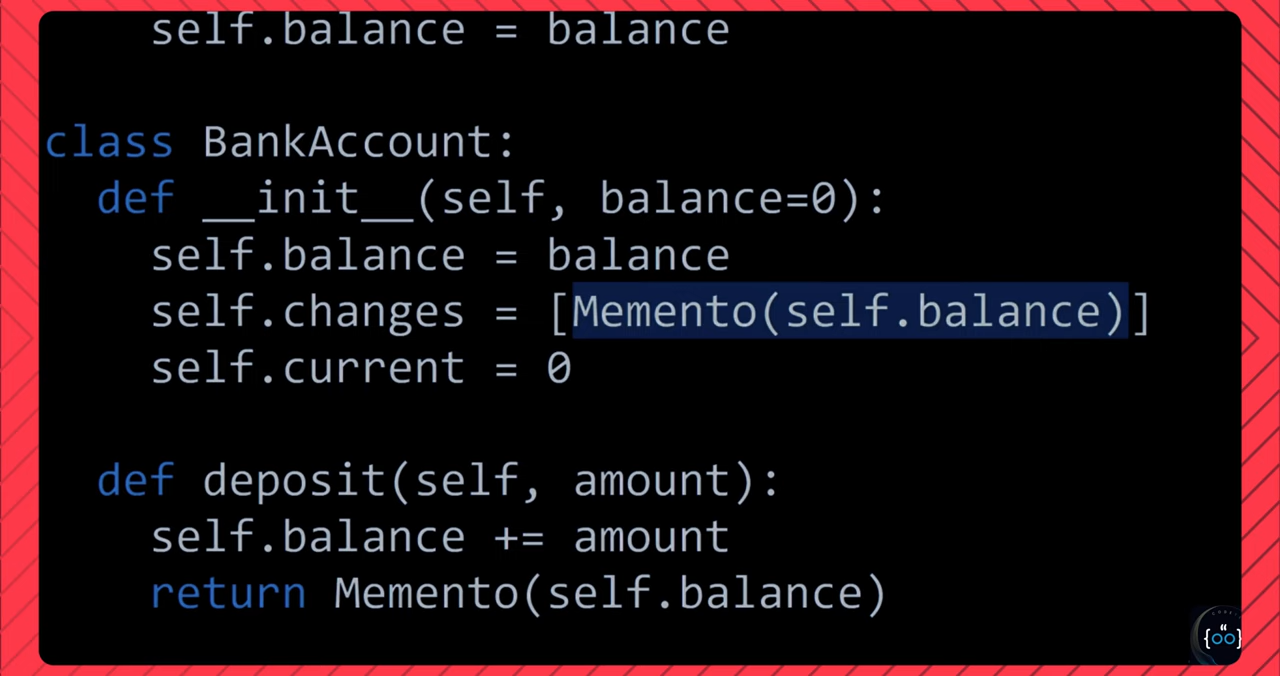 self.balance = balance
class BankAccount:
def __init__(self, balance=0):
self.balance = balance
self.changes = [Memento(self.balance)]
self.current = 0
def deposit(self, amount):
self.balance += amount
return Memento(self.balance)
{oo}